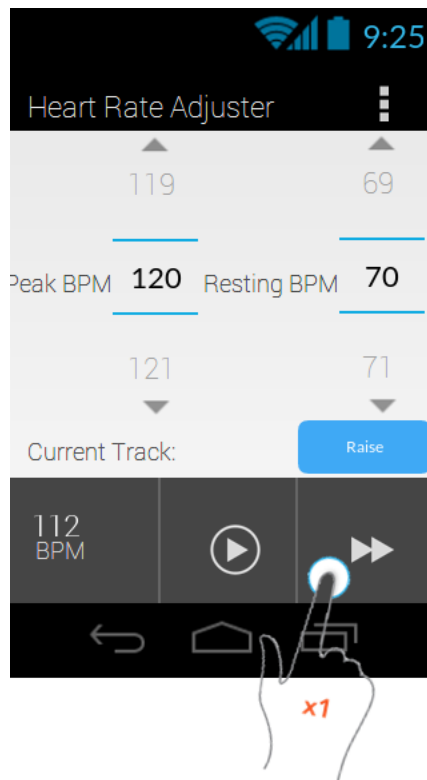 9:25
Heart Rate Adjuster
119 69
Peak BPM 120 Resting BPM 70
121 71
Current Track: Raise
112
BPM
x1